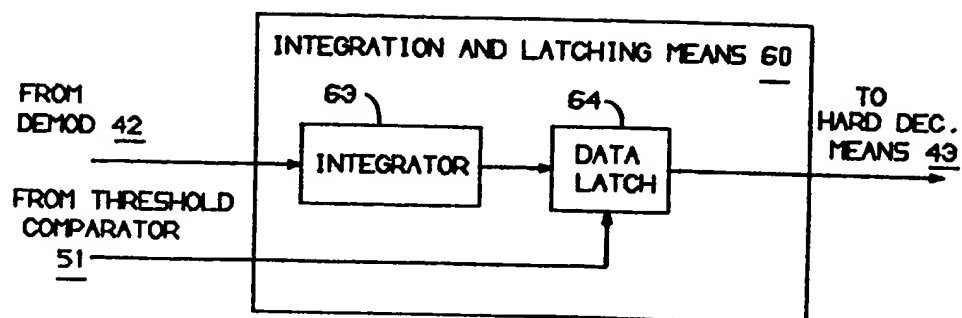 INTEGRATION AND LATCHING MEANS 60
FROM
DEMOD 42
63
64
TO
HARD DEC.
MEANS 43
INTEGRATOR
DATA
LATCH
FROM THRESHOLD
COMPARATOR
51